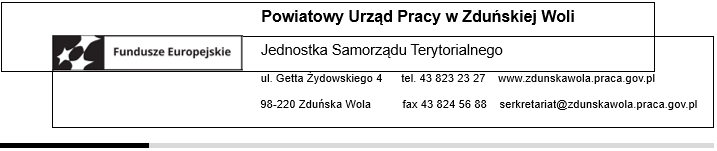 Powiatowy Urząd Pracy w Zduńskiej Woli
Fundusze Europejskie
Jednostka Samorządu Terytorialnego
ul. Getta Żydowskiego 4 tel. 43 823 23 27 www.zdunskawola.praca.gov.pl
98-220 Zduńska Wola fax 43 824 56 88 serkretariat@zdunskawola.praca.gov.pl